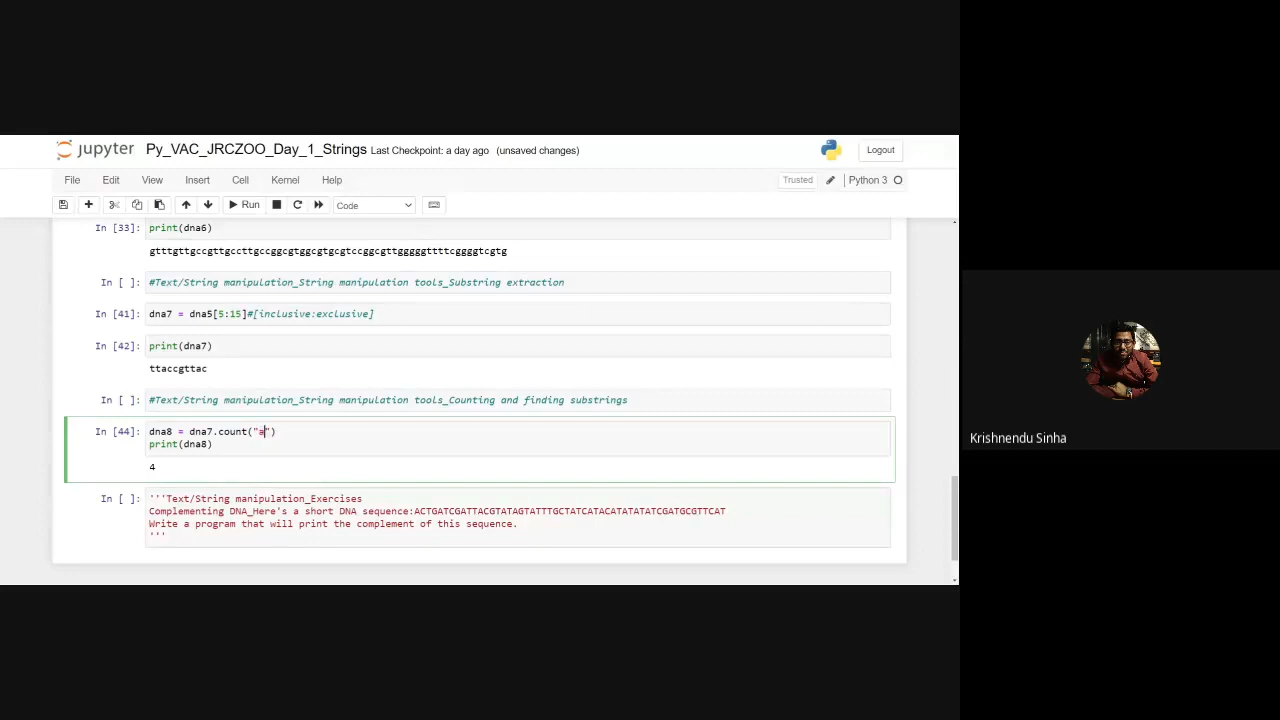 jupyter Py_VAC_JRCZOO_Day_1_Strings Last Checkpoint: a day ago (unsaved changes) Logout
File Edit View Insert Cell Kernel Help Trusted Python 3
Run Code
In [33]: print(dna6)
gtttgttgccgttgccttgccggcgtggcgtgcgtccggcgttgggggttttcggggtcgtg
In [ ]: #Text/String manipulation_String manipulation tools_Substring extraction
In [41]: dna7 = dna5[5:15]#[inclusive:exclusive]
In [42]: print(dna7)
ttaccgttac
In [ ]: #Text/String manipulation_String manipulation tools_Counting and finding substrings
In [44]: dna8 = dna7.count("a")
print(dna8)
4
In [ ]: '''Text/String manipulation_Exercises
Complementing DNA_Here's a short DNA sequence:ACTGATCGATTACGTATAGTATTTGCTATCATACATATATATCGATGCGTTCAT
Write a program that will print the complement of this sequence.
'''
Krishnendu Sinha